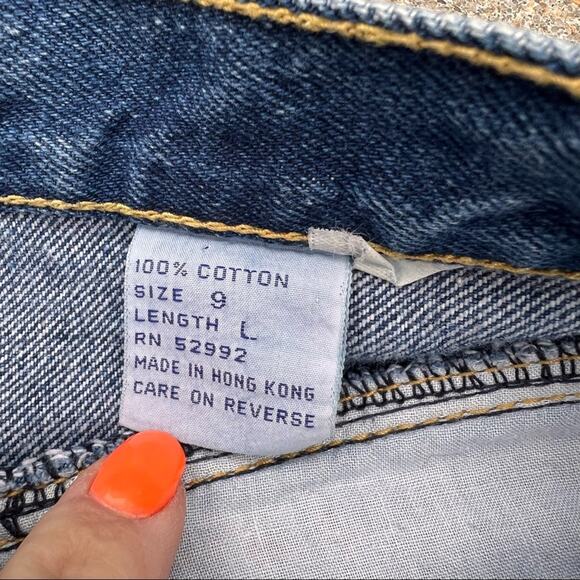 100% COTTON
SIZE 9
LENGTH L
RN 52992
MADE IN HONG KONG
CARE ON REVERSE